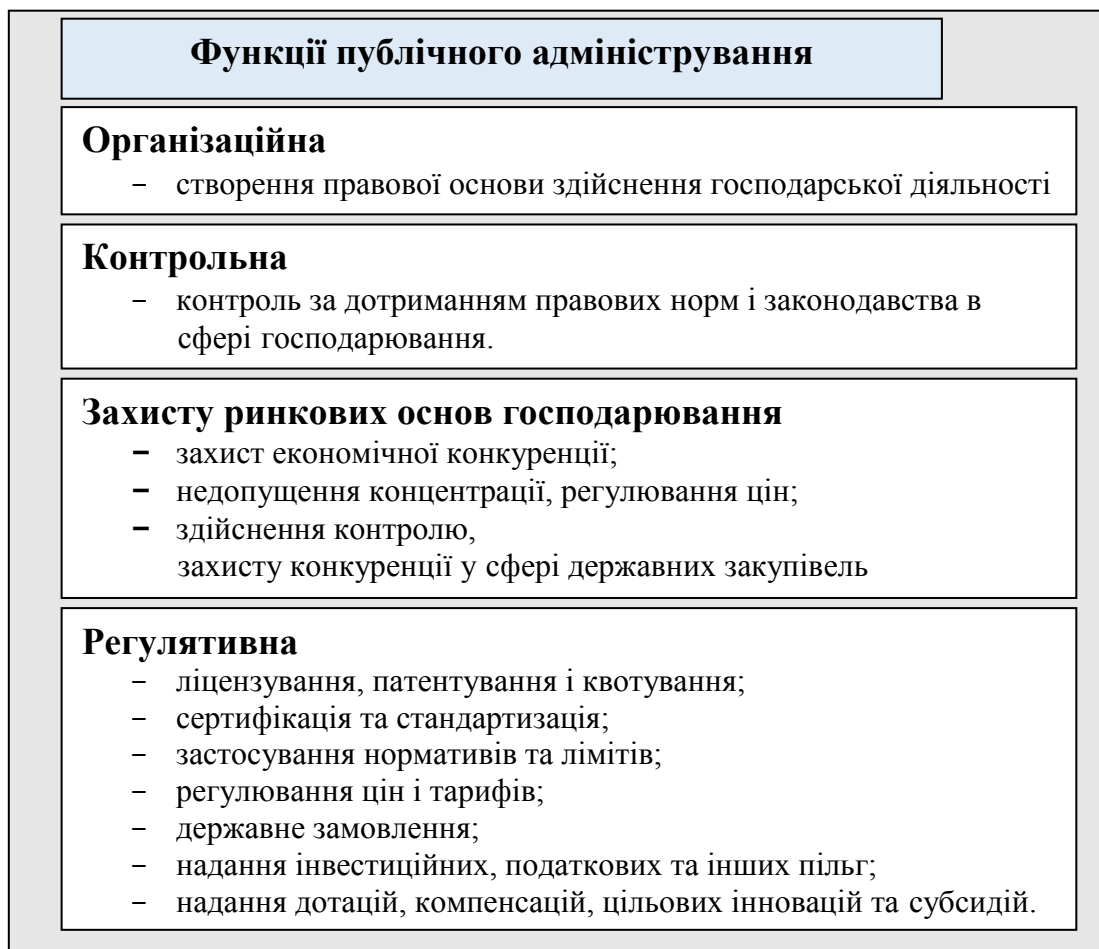 Функції публічного адміністрування
Організаційна
– створення правової основи здійснення господарської діяльності
Контрольна
– контроль за дотриманням правових норм і законодавства в
сфері господарювання.
Захисту ринкових основ господарювання
– захист економічної конкуренції;
– недопущення концентрації, регулювання цін;
– здійснення контролю,
захисту конкуренції у сфері державних закупівель
Регулятивна
– ліцензування, патентування і квотування;
– сертифікація та стандартизація;
– застосування нормативів та лімітів;
– регулювання цін і тарифів;
– державне замовлення;
– надання інвестиційних, податкових та інших пільг;
– надання дотацій, компенсацій, цільових інновацій та субсидій.